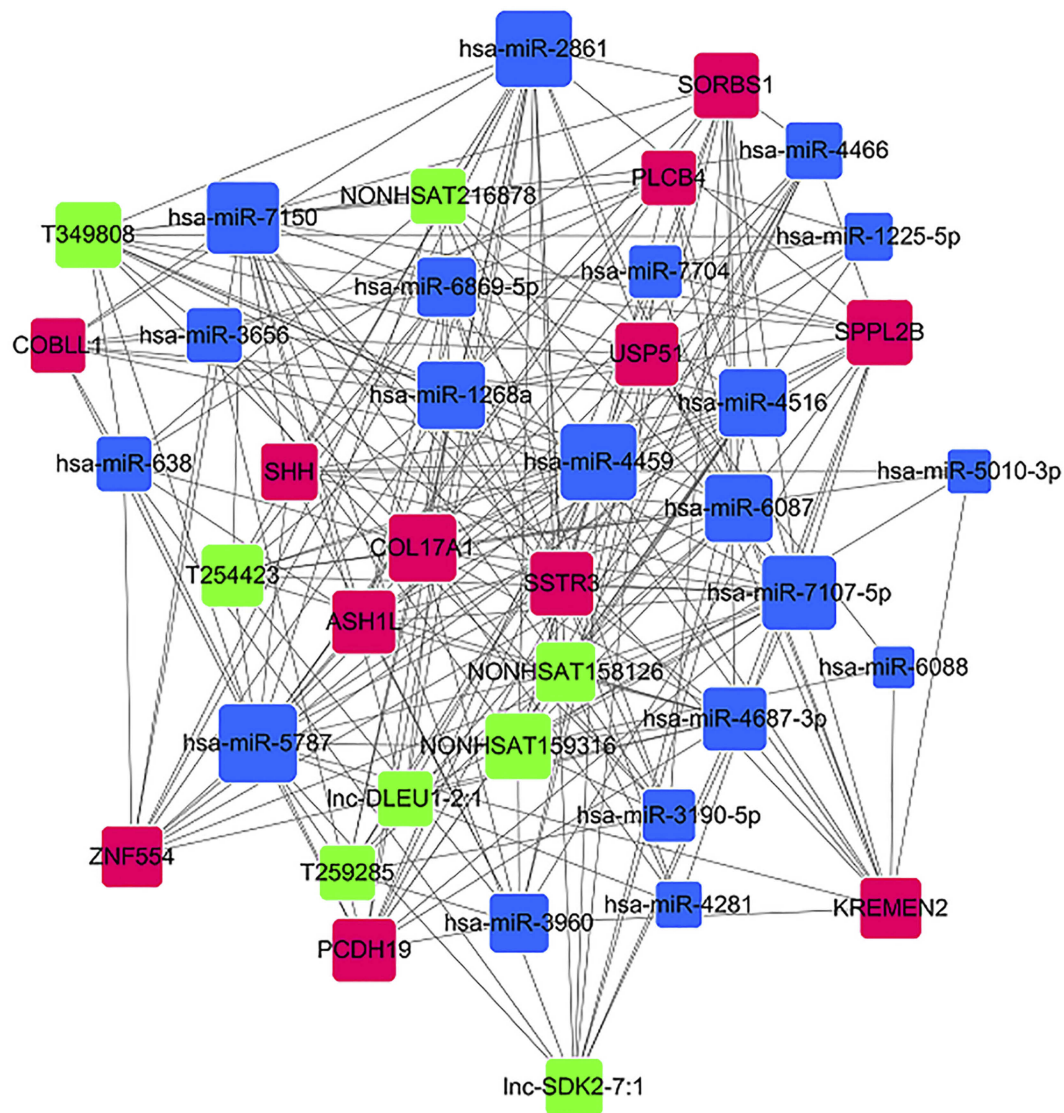 hsa-miR-2861
SORBS1
hsa-miR-4466
PLCB4
NONHSAT216878
hsa-miR-7150
T349808
hsa-miR-1225-5p
hsa-miR-7704
hsa-miR-6869-5p
hsa-miR-3656
COBLL1
SPPL2B
USP51
hsa-miR-1268a
hsa-miR-4516
hsa-miR-638
SHH
hsa-miR-4459
hsa-miR-5010-3p
hsa-miR-6087
COL17A1
T254423
SSTR3
hsa-miR-7107-5p
ASH1L
NONHSAT158126
hsa-miR-6088
hsa-miR-4687-3p
hsa-miR-5787
NONHSAT159316
lnc-DLEU1-2:1
hsa-miR-3190-5p
ZNF554
T259285
hsa-miR-4281
KREMEN2
hsa-miR-3960
PCDH19
lnc-SDK2-7:1